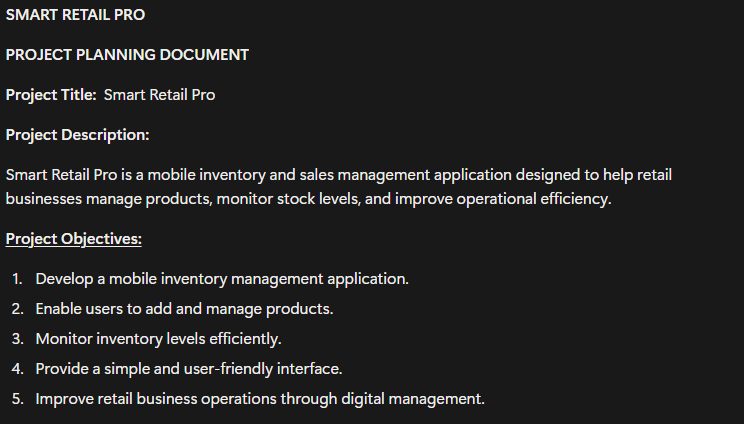 SMART RETAIL PRO
PROJECT PLANNING DOCUMENT
Project Title: Smart Retail Pro
Project Description:
Smart Retail Pro is a mobile inventory and sales management application designed to help retail
businesses manage products, monitor stock levels, and improve operational efficiency.
Project Objectives:
1. Develop a mobile inventory management application.
2. Enable users to add and manage products.
3. Monitor inventory levels efficiently.
4. Provide a simple and user-friendly interface.
5. Improve retail business operations through digital management.